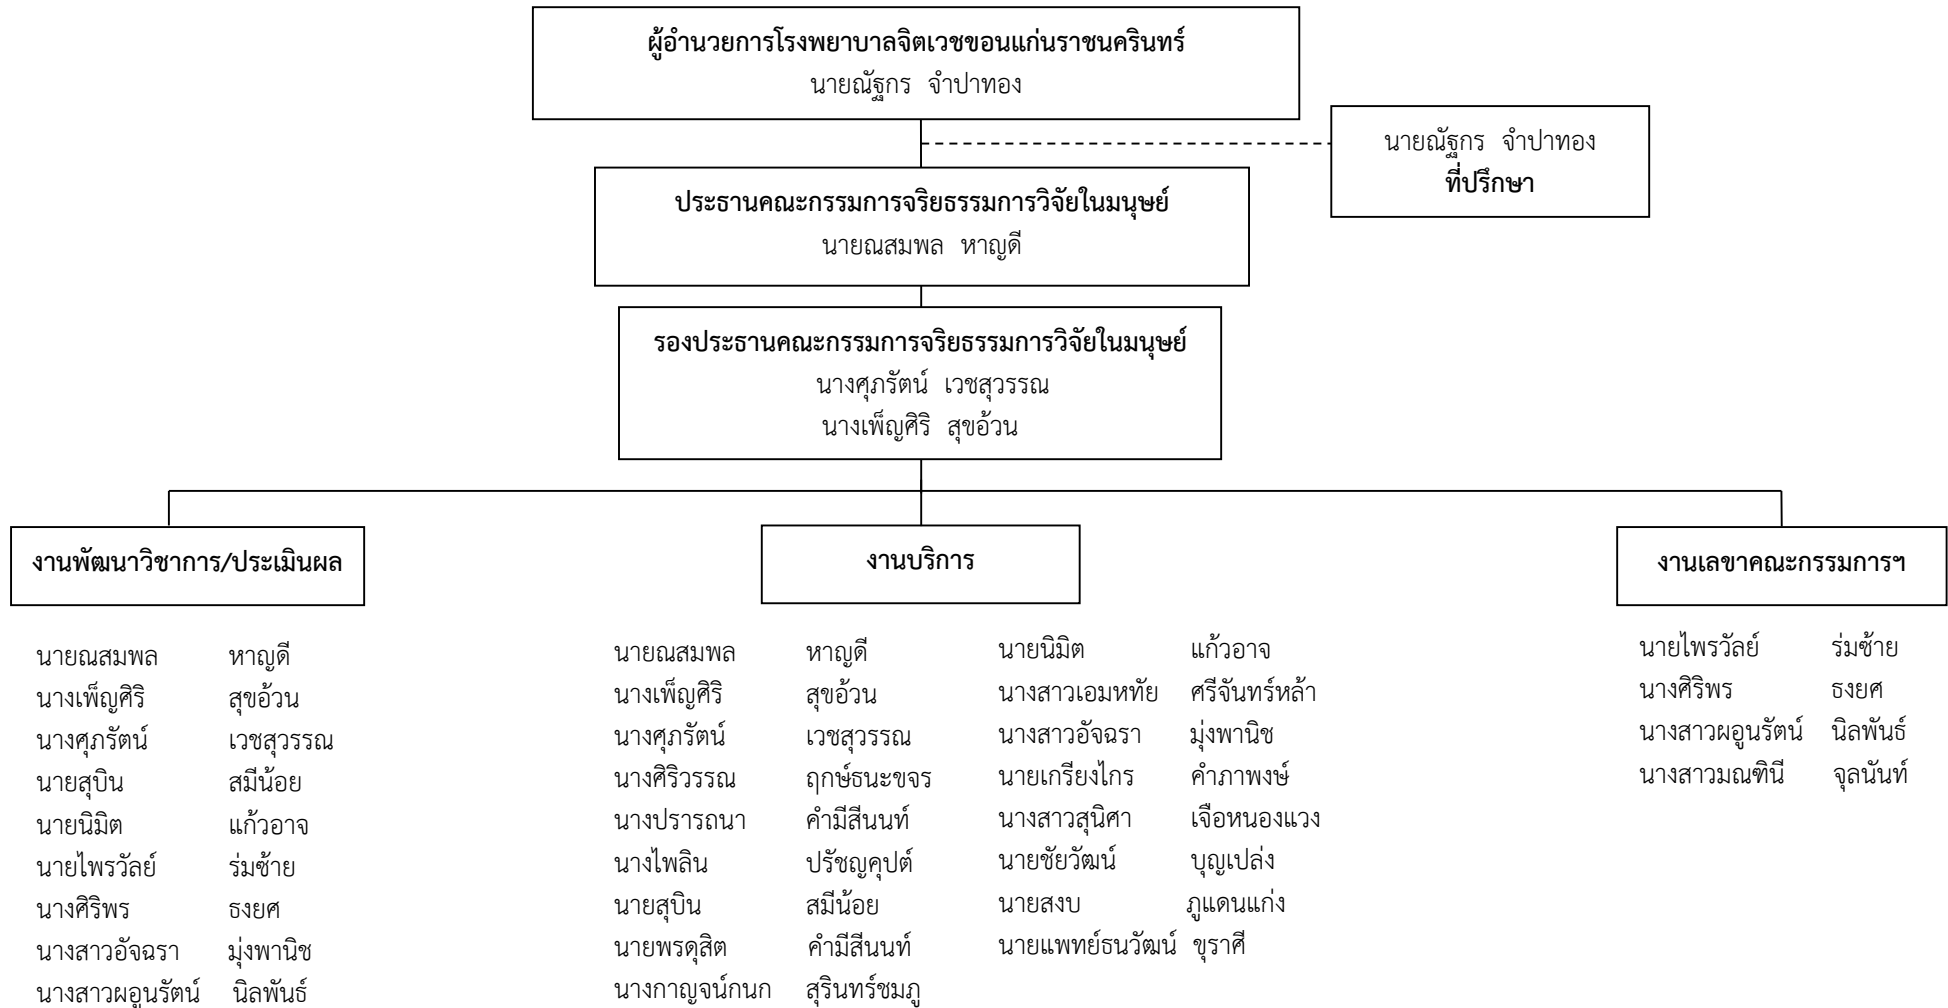 ผู้อำนวยการโรงพยาบาลจิตเวชขอนแก่นราชนครินทร์
นายณัฐกร จำปาทอง
นายณัฐกร จำปาทอง
ที่ปรึกษา
ประธานคณะกรรมการจริยธรรมการวิจัยในมนุษย์
นายณสมพล หาญดี
รองประธานคณะกรรมการจริยธรรมการวิจัยในมนุษย์
นางศุภรัตน์ เวชสุวรรณ
นางเพ็ญศิริ สุขอ้วน
งานพัฒนาวิชาการ/ประเมินผล
นายณสมพล หาญดี
นางเพ็ญศิริ สุขอ้วน
นางศุภรัตน์ เวชสุวรรณ
นายสุบิน สมีน้อย
นายนิมิต แก้วอาจ
นายไพรวัลย์ ร่มซ้าย
นางศิริพร ธงยศ
นางสาวอัจฉรา มุ่งพานิช
นางสาวผอูนรัตน์ นิลพันธ์
งานบริการ
นายณสมพล หาญดี
นางเพ็ญศิริ สุขอ้วน
นางศุภรัตน์ เวชสุวรรณ
นางศิริวรรณ ฤกษ์ธนะขจร
นางปรารถนา คำมีสีนนท์
นางไพลิน ปรัชญคุปต์
นายสุบิน สมีน้อย
นายพรดุสิต คำมีสีนนท์
นางกาญจน์กนก สุรินทร์ชมภู
นายนิมิต แก้วอาจ
นางสาวเอมหทัย ศรีจันทร์หล้า
นางสาวอัจฉรา มุ่งพานิช
นายเกรียงไกร คำภาพงษ์
นางสาวสุนิศา เจือหนองแวง
นายชัยวัฒน์ บุญเปล่ง
นายสงบ ภูแดนแก่ง
นายแพทย์ธนวัฒน์ ขุราศี
งานเลขาคณะกรรมการฯ
นายไพรวัลย์ ร่มซ้าย
นางศิริพร ธงยศ
นางสาวผอูนรัตน์ นิลพันธ์
นางสาวมณฑินี จุลนันท์